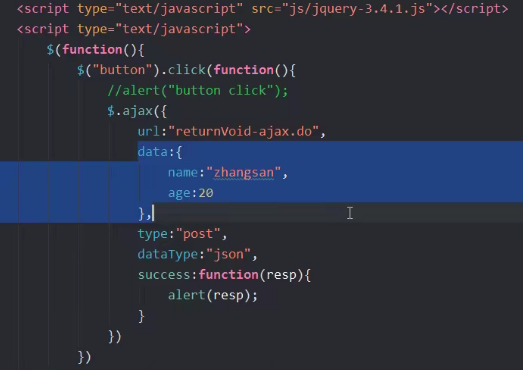 <script type="text/javascript" src="js/jquery-3.4.1.js"></script>
<script type="text/javascript">
$(function(){
$("button").click(function(){
//alert("button click");
$.ajax({
url:"returnVoid-ajax.do",
data:{
name:"zhangsan",
age:20
},
type:"post",
dataType:"json",
success:function(resp){
alert(resp);
}
})
})